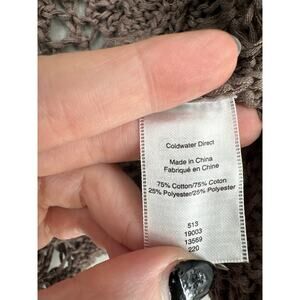 Coldwater Direct
Made in China
Fabriqué en Chine
75% Cotton/75% Coton
25% Polyester/25% Polyester
513
19003
13569
220